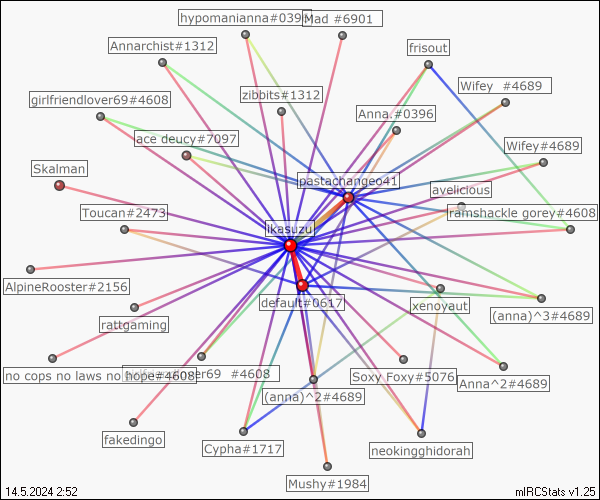 hypomanianna#0396
Mad #6901
Annarchist#1312
frisout
zibbits#1312
Wifey #4689
girlfriendlover69#4608
Anna.#0396
ace deucy#7097
Wifey#4689
Skalman
pastachangeo41
avelicious
Toucan#2473
ramshackle gorey#4608
ikasuzu
AlpineRooster#2156
default#0617
xenoyaut
rattgaming
(anna)^3#4689
no cops no laws no hope#4608
#4608
Soxy Foxy#5076
Anna^2#4689
(anna)^2#4689
fakedingo
Cypha#1717
neokingghidorah
Mushy#1984
14.5.2024 2:52
mIRCStats v1.25